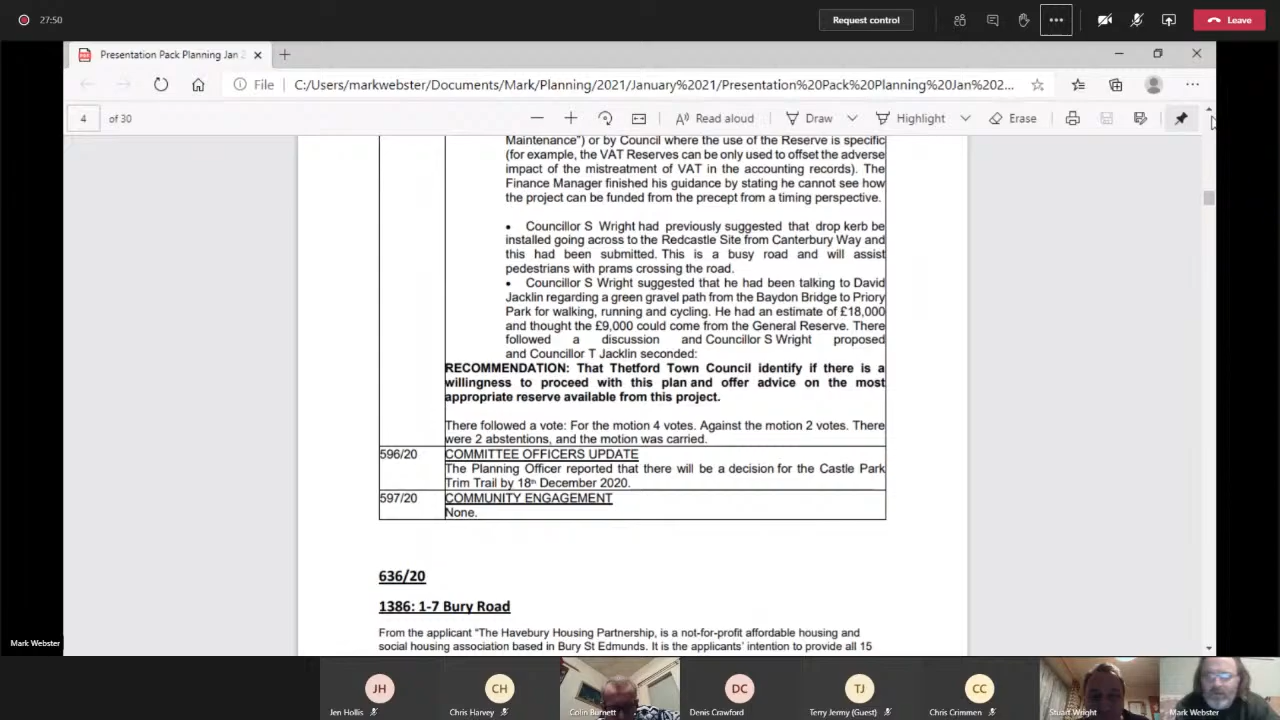 27:50
Request control
Leave
Presentation Pack Planning Jan 2
File
C:/Users/markwebster/Documents/Mark/Planning/2021/January%2021/Presentation%20Pack%20Planning%20Jan%202...
4 of 30
Read aloud
Draw
Highlight
Erase
Maintenance”) or by Council where the use of the Reserve is specific
(for example, the VAT Reserves can be only used to offset the adverse
impact of the mistreatment of VAT in the accounting records). The
Finance Manager finished his guidance by stating he cannot see how
the project can be funded from the precept from a timing perspective.
• Councillor S Wright had previously suggested that drop kerb be
installed going across to the Redcastle Site from Canterbury Way and
this had been submitted. This is a busy road and will assist
pedestrians with prams crossing the road.
• Councillor S Wright suggested that he had been talking to David
Jacklin regarding a green gravel path from the Baydon Bridge to Priory
Park for walking, running and cycling. He had an estimate of £18,000
and thought the £9,000 could come from the General Reserve. There
followed a discussion and Councillor S Wright proposed
and Councillor T Jacklin seconded:
RECOMMENDATION: That Thetford Town Council identify if there is a
willingness to proceed with this plan and offer advice on the most
appropriate reserve available from this project.
There followed a vote: For the motion 4 votes. Against the motion 2 votes. There
were 2 abstentions, and the motion was carried.
596/20 COMMITTEE OFFICERS UPDATE
The Planning Officer reported that there will be a decision for the Castle Park
Trim Trail by 18th December 2020.
597/20 COMMUNITY ENGAGEMENT
None.
636/20
1386: 1-7 Bury Road
From the applicant “The Havebury Housing Partnership, is a not-for-profit affordable housing and
social housing association based in Bury St Edmunds. It is the applicants’ intention to provide all 15
Mark Webster
JH
CH
DC
TJ
CC
Jen Hollis
Chris Harvey
Colin Burnett
Denis Crawford
Terry Jermy (Guest)
Chris Crimmen
Stuart Wright
Mark Webster